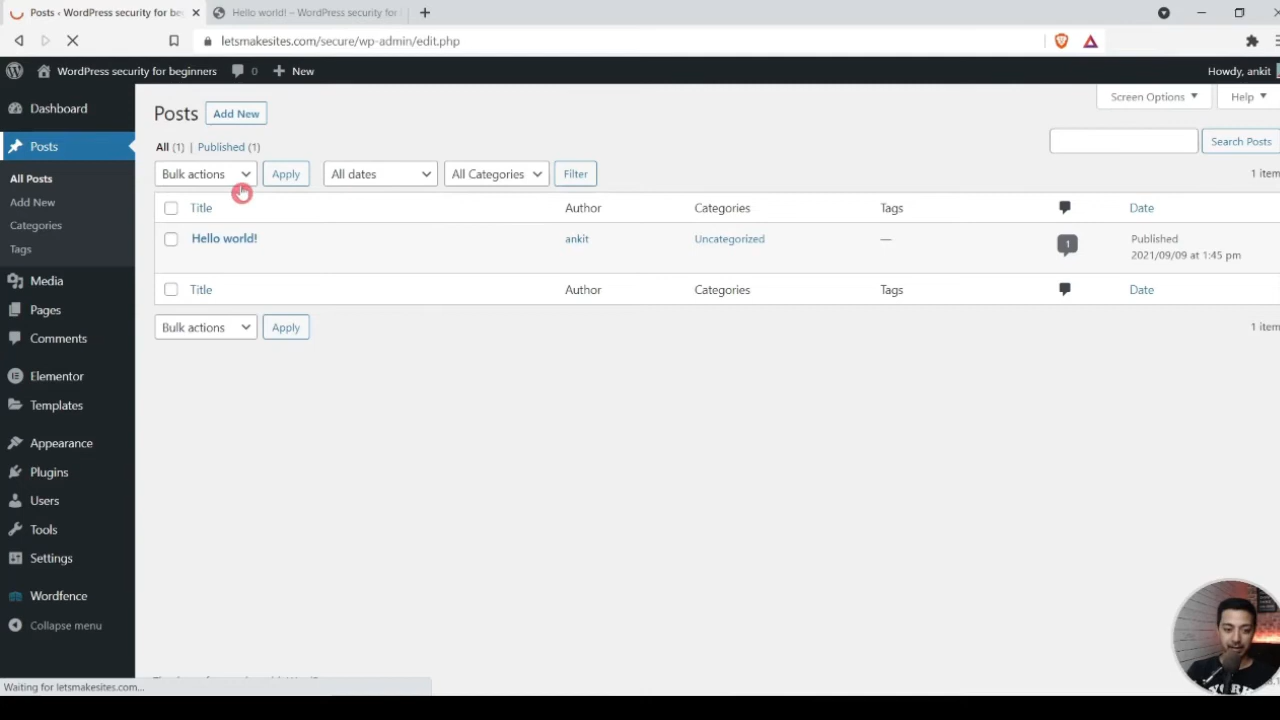 Posts ‹ WordPress security for be
Hello world! – WordPress security for
letsmakesites.com/secure/wp-admin/edit.php
WordPress security for beginners
0
New
Howdy, ankit
Dashboard
Posts
All Posts
Add New
Categories
Tags
Media
Pages
Comments
Elementor
Templates
Appearance
Plugins
Users
Tools
Settings
Wordfence
Collapse menu
Screen Options
Help
Posts
Add New
All (1) | Published (1)
Search Posts
Bulk actions
Apply
All dates
All Categories
Filter
1 item
Title Author Categories Tags Date
Hello world! ankit Uncategorized — 1 Published
2021/09/09 at 1:45 pm
Title Author Categories Tags Date
Bulk actions
Apply
1 item
Waiting for letsmakesites.com...